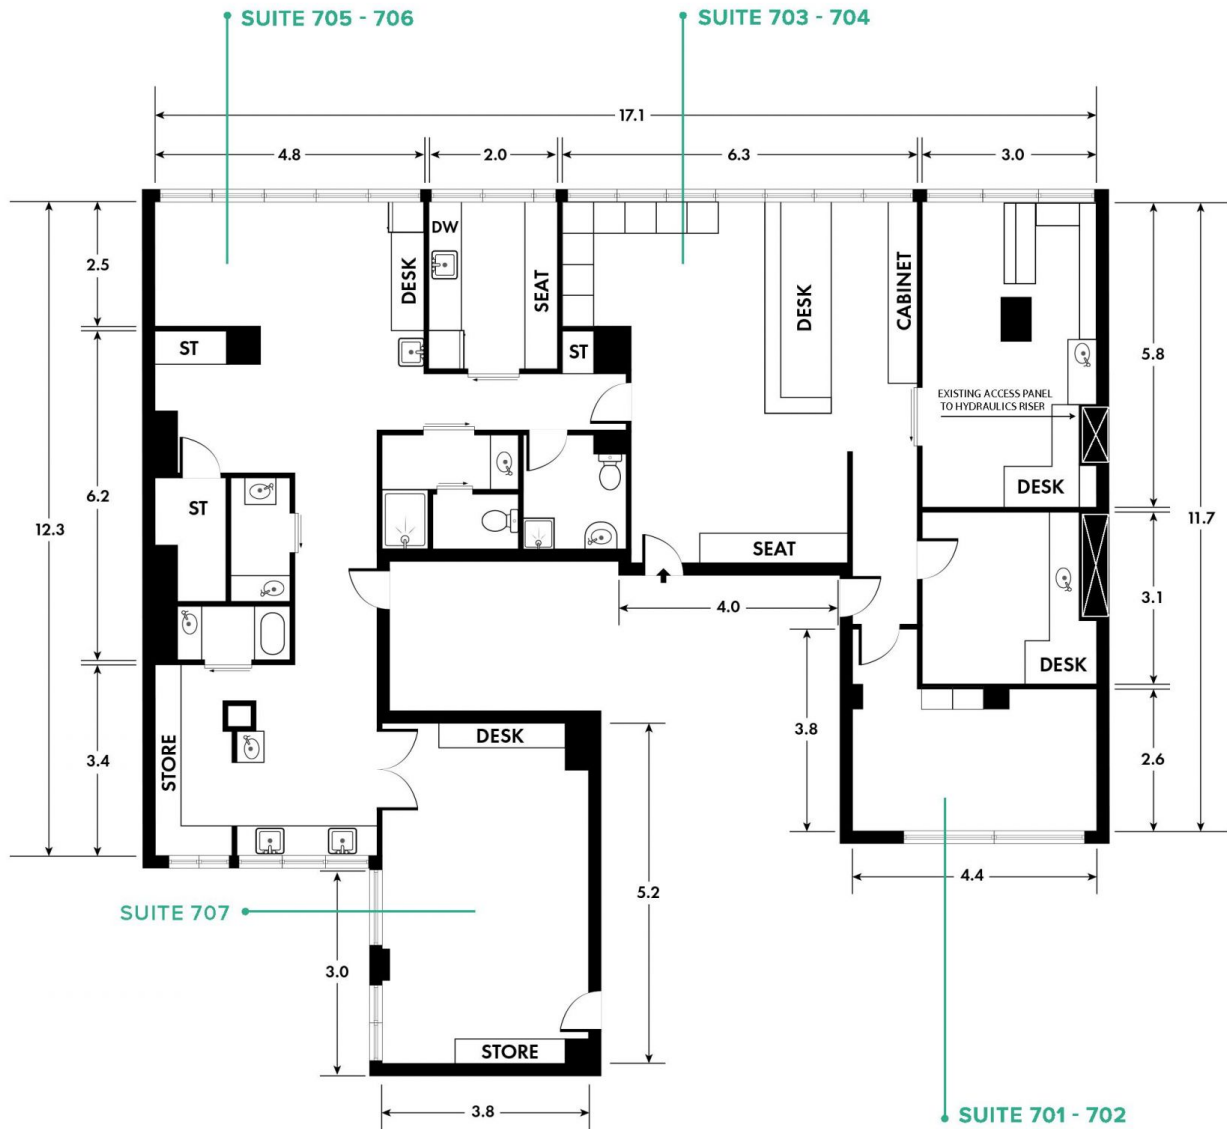 SUITE 705 - 706
SUITE 703 - 704
17.1
4.8
2.0
6.3
3.0
2.5
DW
DESK
SEAT
DESK
CABINET
ST
ST
5.8
EXISTING ACCESS PANEL
TO HYDRAULICS RISER
6.2
ST
DESK
12.3
11.7
SEAT
4.0
3.1
DESK
3.8
3.4
STORE
DESK
2.6
4.4
SUITE 707
5.2
3.0
STORE
3.8
SUITE 701 - 702